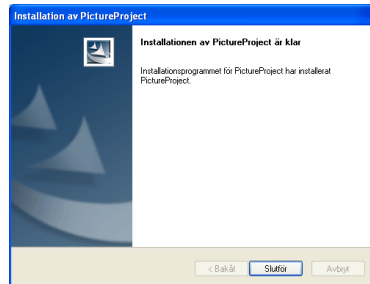 Installation av PictureProject
Installationen av PictureProject är klar
Installationsprogrammet för PictureProject har installerat
PictureProject.
< Bakåt
Slutför
Avbryt